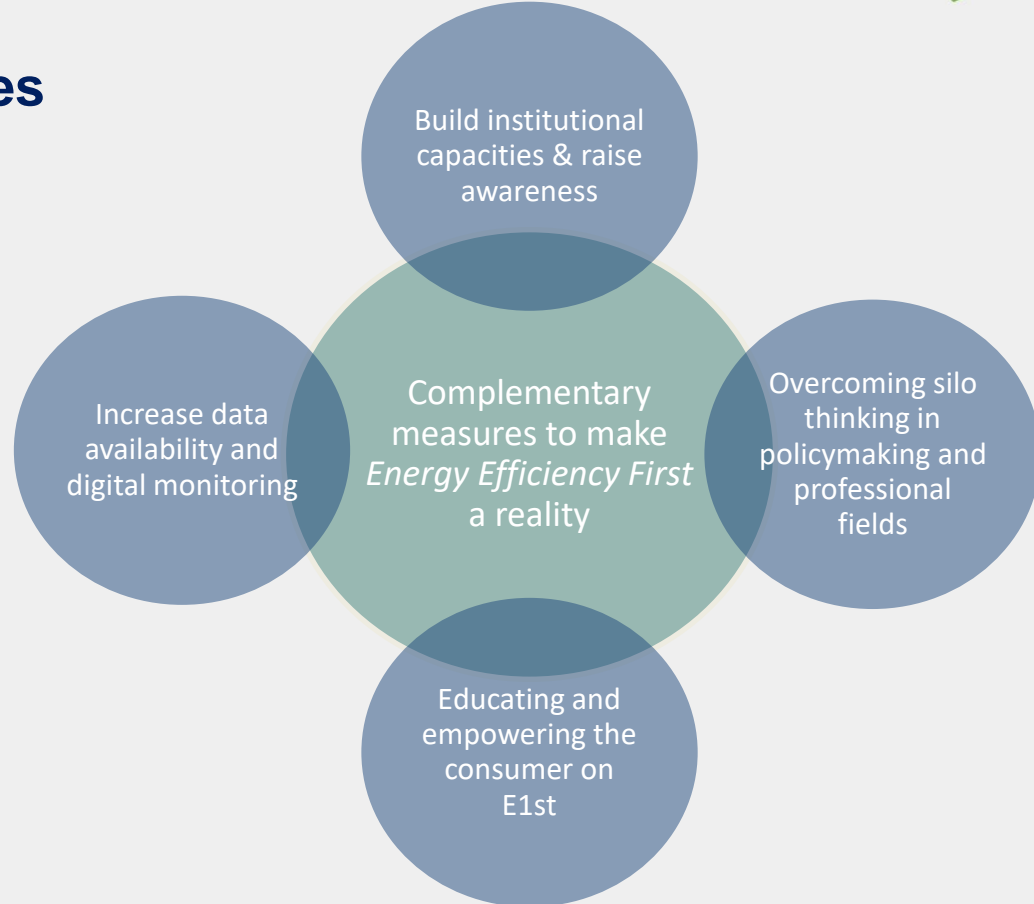 es
Build institutional
capacities & raise
awareness
Increase data
availability and
digital monitoring
Complementary
measures to make
Energy Efficiency First
a reality
Overcoming silo
thinking in
policymaking and
professional
fields
Educating and
empowering the
consumer on
E1st